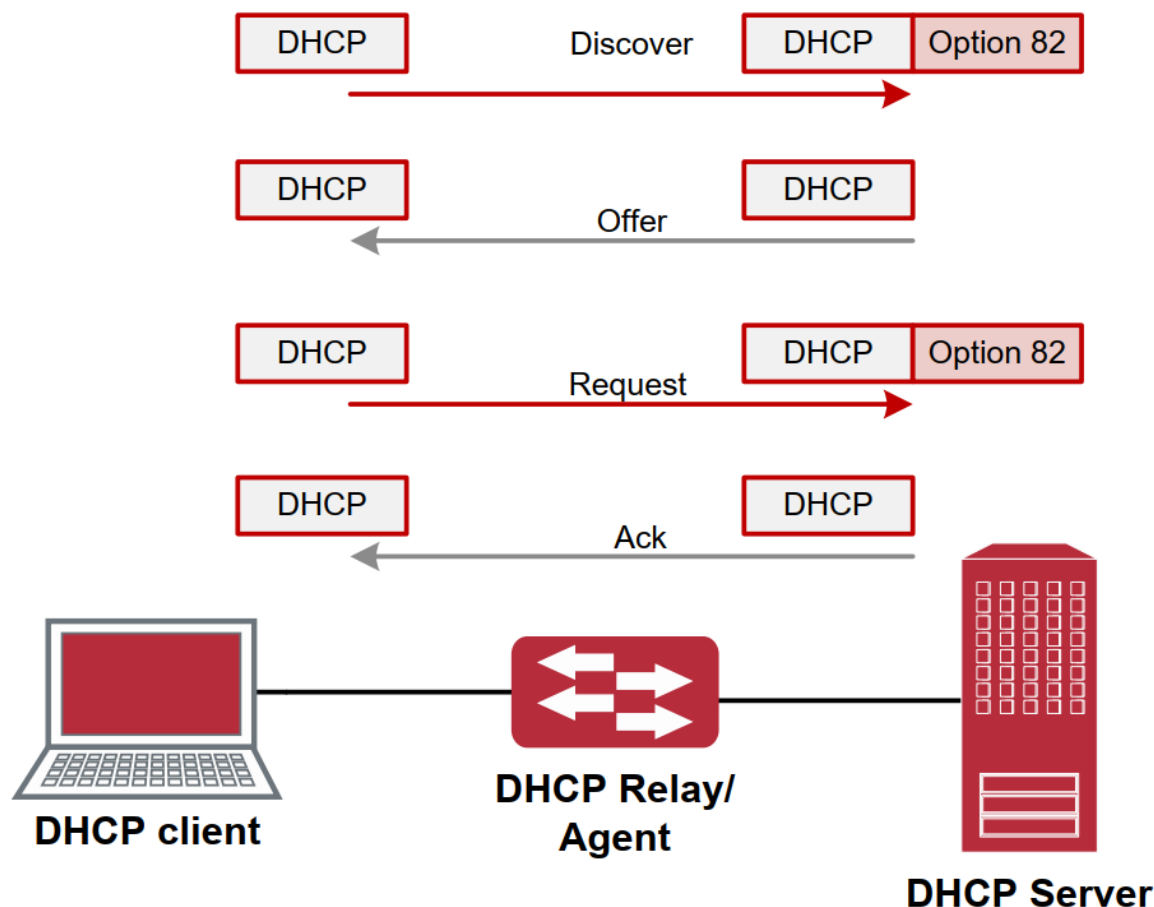 DHCP Discover DHCP Option 82
DHCP Offer DHCP
DHCP Request DHCP Option 82
DHCP Ack DHCP
DHCP client
DHCP Relay/
Agent
DHCP Server